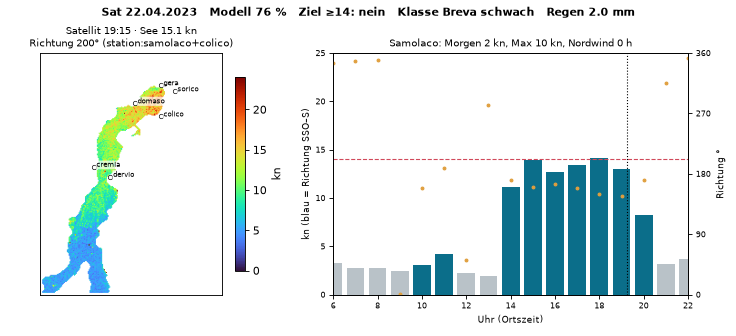 Sat 22.04.2023   Modell 76 %   Ziel ≥14: nein   Klasse Breva schwach   Regen 2.0 mm
Satellit 19:15 · See 15.1 kn
Richtung 200° (station:samolaco+colico)
gera
sorico
domaso
colico
cremia
dervio
20
15
10
5
0
kn
Samolaco: Morgen 2 kn, Max 10 kn, Nordwind 0 h
25
20
15
10
5
0
kn (blau = Richtung SSO–S)
360
270
180
90
0
Richtung °
6 8 10 12 14 16 18 20 22
Uhr (Ortszeit)